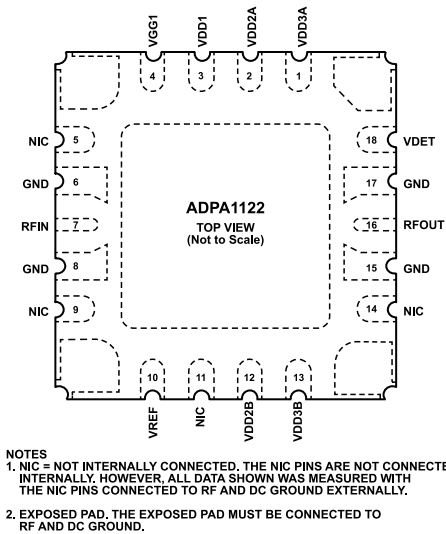 VGG1 VDD1 VDD2A VDD3A
4 3 2 1
NIC 5 18 VDET
GND 6 17 GND
ADPA1122
TOP VIEW
(Not to Scale)
RFIN 7 16 RFOUT
GND 8 15 GND
NIC 9 14 NIC
10 11 12 13
VREF NIC VDD2B VDD3B
NOTES
1. NIC = NOT INTERNALLY CONNECTED. THE NIC PINS ARE NOT CONNECTE
INTERNALLY. HOWEVER, ALL DATA SHOWN WAS MEASURED WITH
THE NIC PINS CONNECTED TO RF AND DC GROUND EXTERNALLY.
2. EXPOSED PAD. THE EXPOSED PAD MUST BE CONNECTED TO
RF AND DC GROUND.